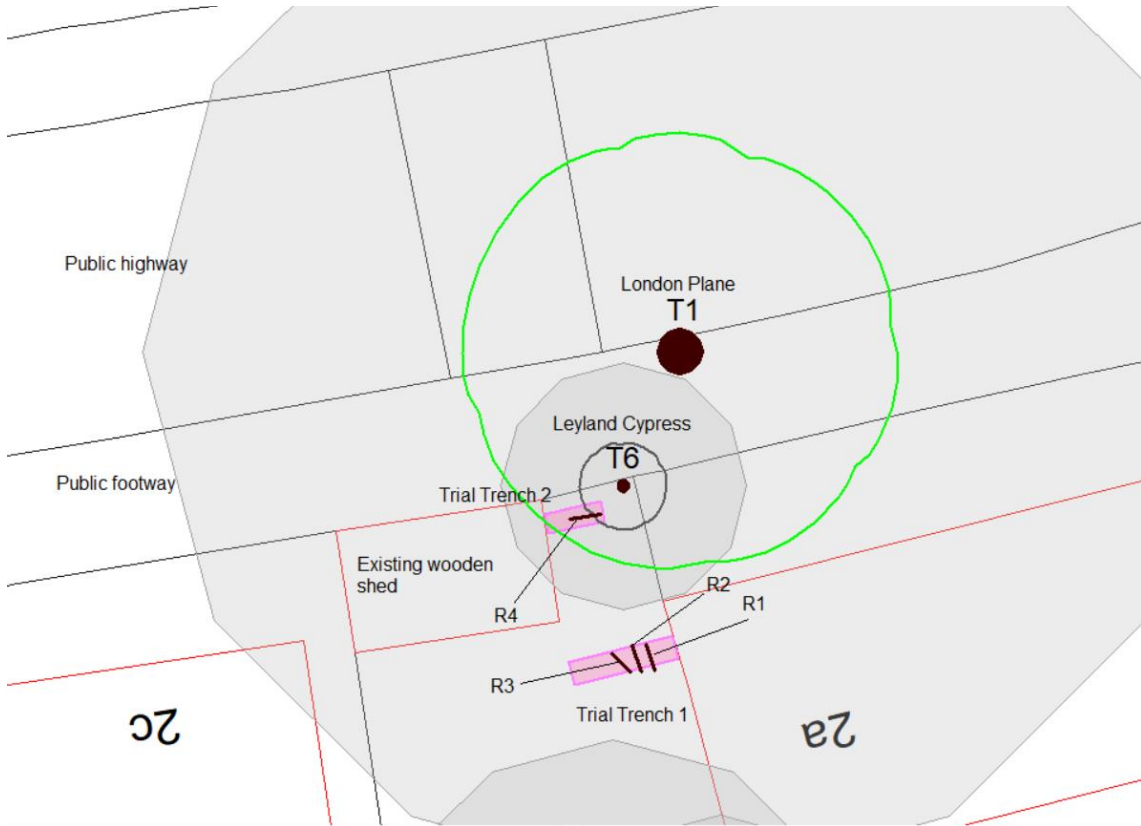 Public highway
London Plane
T1
Leyland Cypress
T6
Public footway
Trial Trench 2
Existing wooden
shed
R2
R1
R4
R3
Trial Trench 1
2c
2a